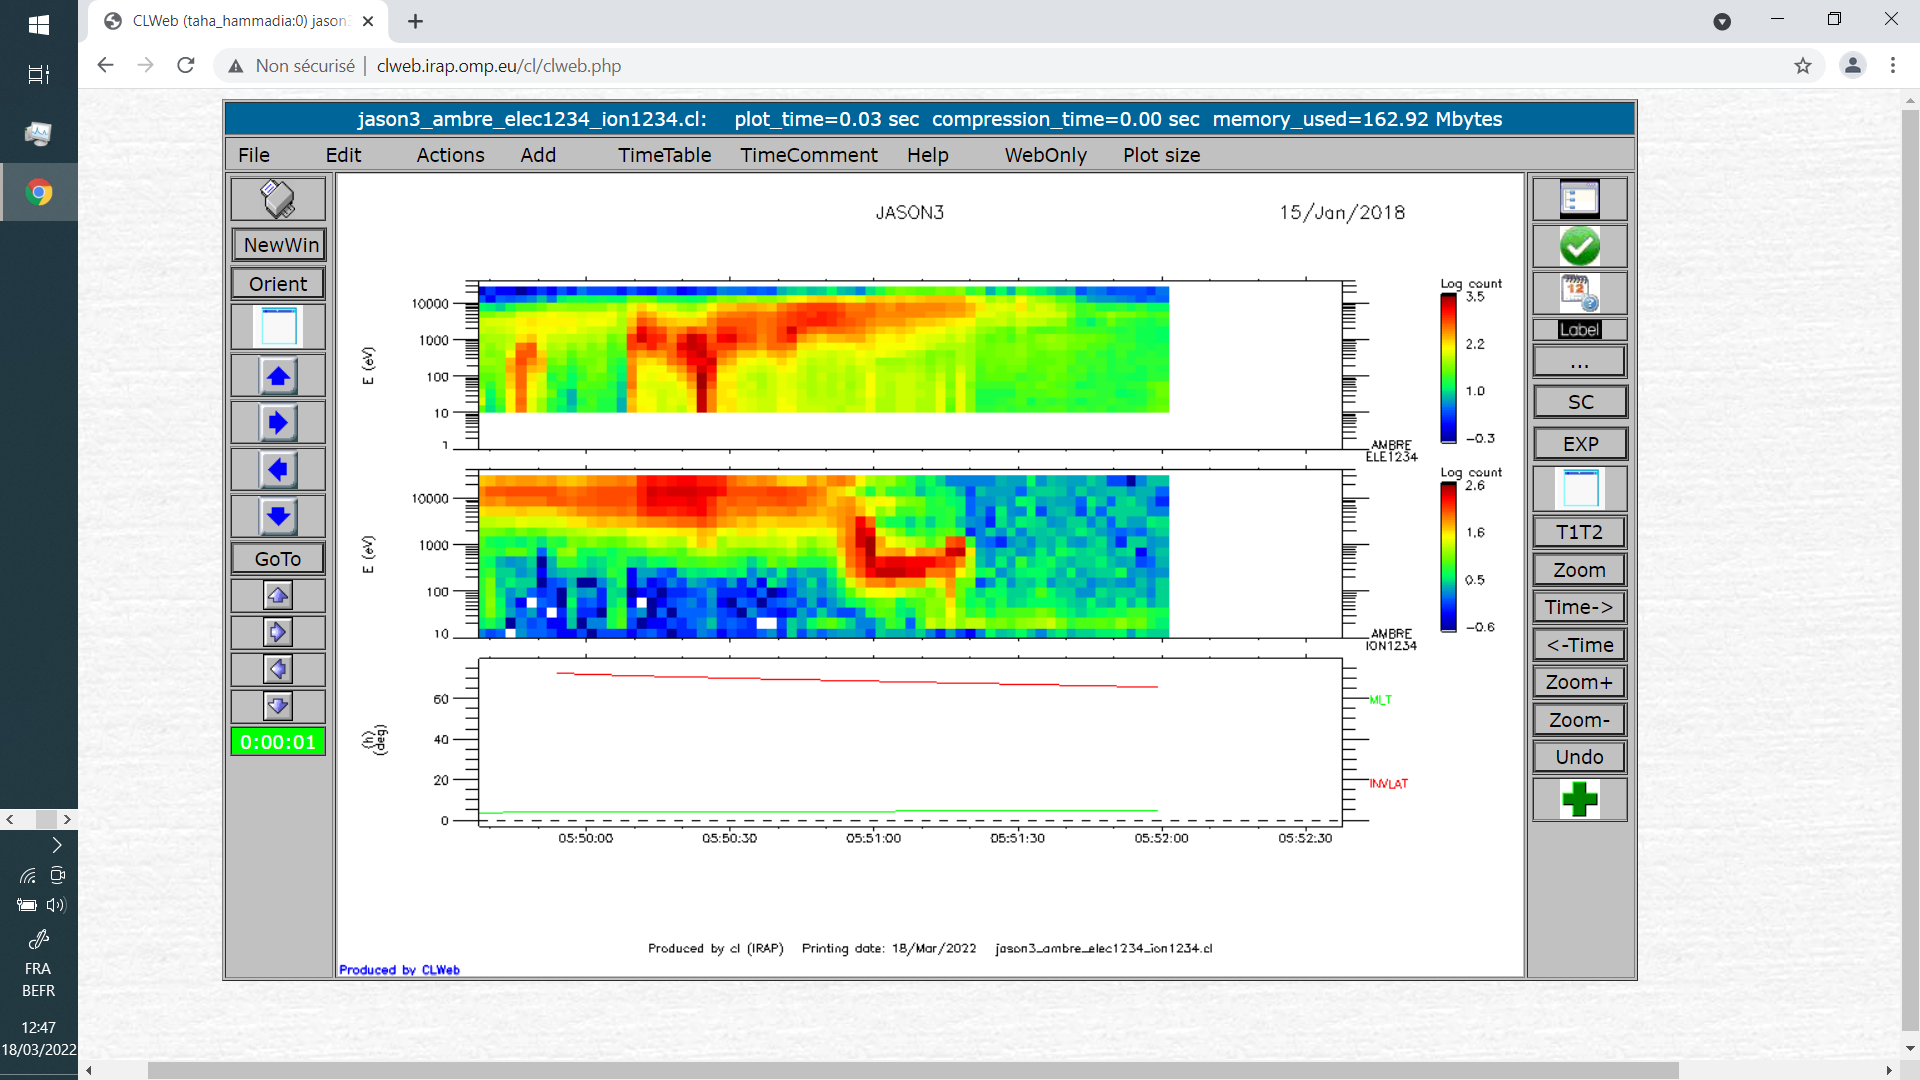 CLWeb (taha_hammadia:0) jason3
Non sécurisé
clweb.irap.omp.eu/cl/clweb.php
jason3_ambre_elec1234_ion1234.cl: plot_time=0.03 sec compression_time=0.00 sec memory_used=162.92 Mbytes
File Edit Actions Add TimeTable TimeComment Help WebOnly Plot size
NewWin
Orient
GoTo
0:00:01
JASON3
15/Jan/2018
Log count
3.5
2.2
1.0
-0.3
10000
1000
100
10
1
E (eV)
AMBRE
ELE1234
Log count
2.6
1.6
0.5
-0.6
10000
1000
100
10
E (eV)
AMBRE
ION1234
60
40
20
0
(h)
(deg)
MLT
INVLAT
05:50:00 05:50:30 05:51:00 05:51:30 05:52:00 05:52:30
Produced by cl (IRAP) Printing date: 18/Mar/2022 jason3_ambre_elec1234_ion1234.cl
Produced by CLWeb
12
Label
...
SC
EXP
T1T2
Zoom
Time->
<-Time
Zoom+
Zoom-
Undo
FRA
BEFR
12:47
18/03/2022